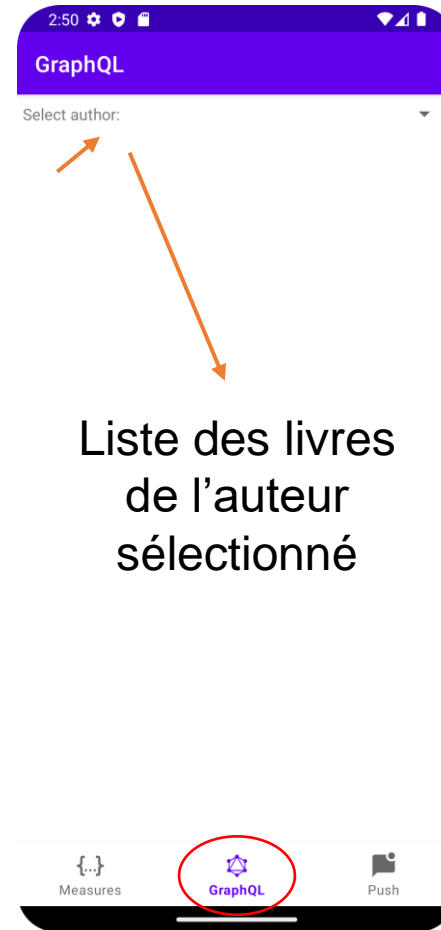 2:50
GraphQL
Select author:
Liste des livres
de l’auteur
sélectionné
{...}
Measures
GraphQL
Push